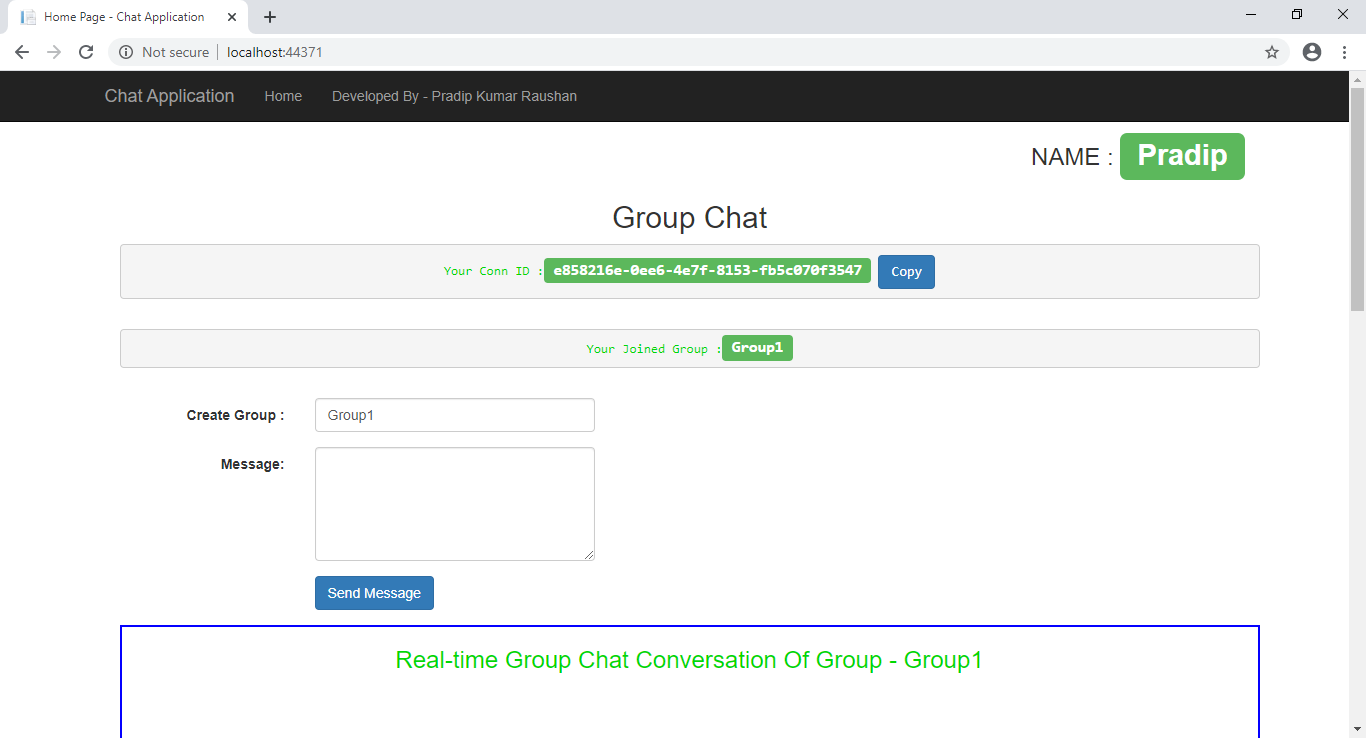 Home Page - Chat Application
Not secure localhost:44371
Chat Application Home Developed By - Pradip Kumar Raushan
NAME : Pradip
Group Chat
Your Conn ID : e858216e-0ee6-4e7f-8153-fb5c070f3547 Copy
Your Joined Group : Group1
Create Group : Group1
Message:
Send Message
Real-time Group Chat Conversation Of Group - Group1